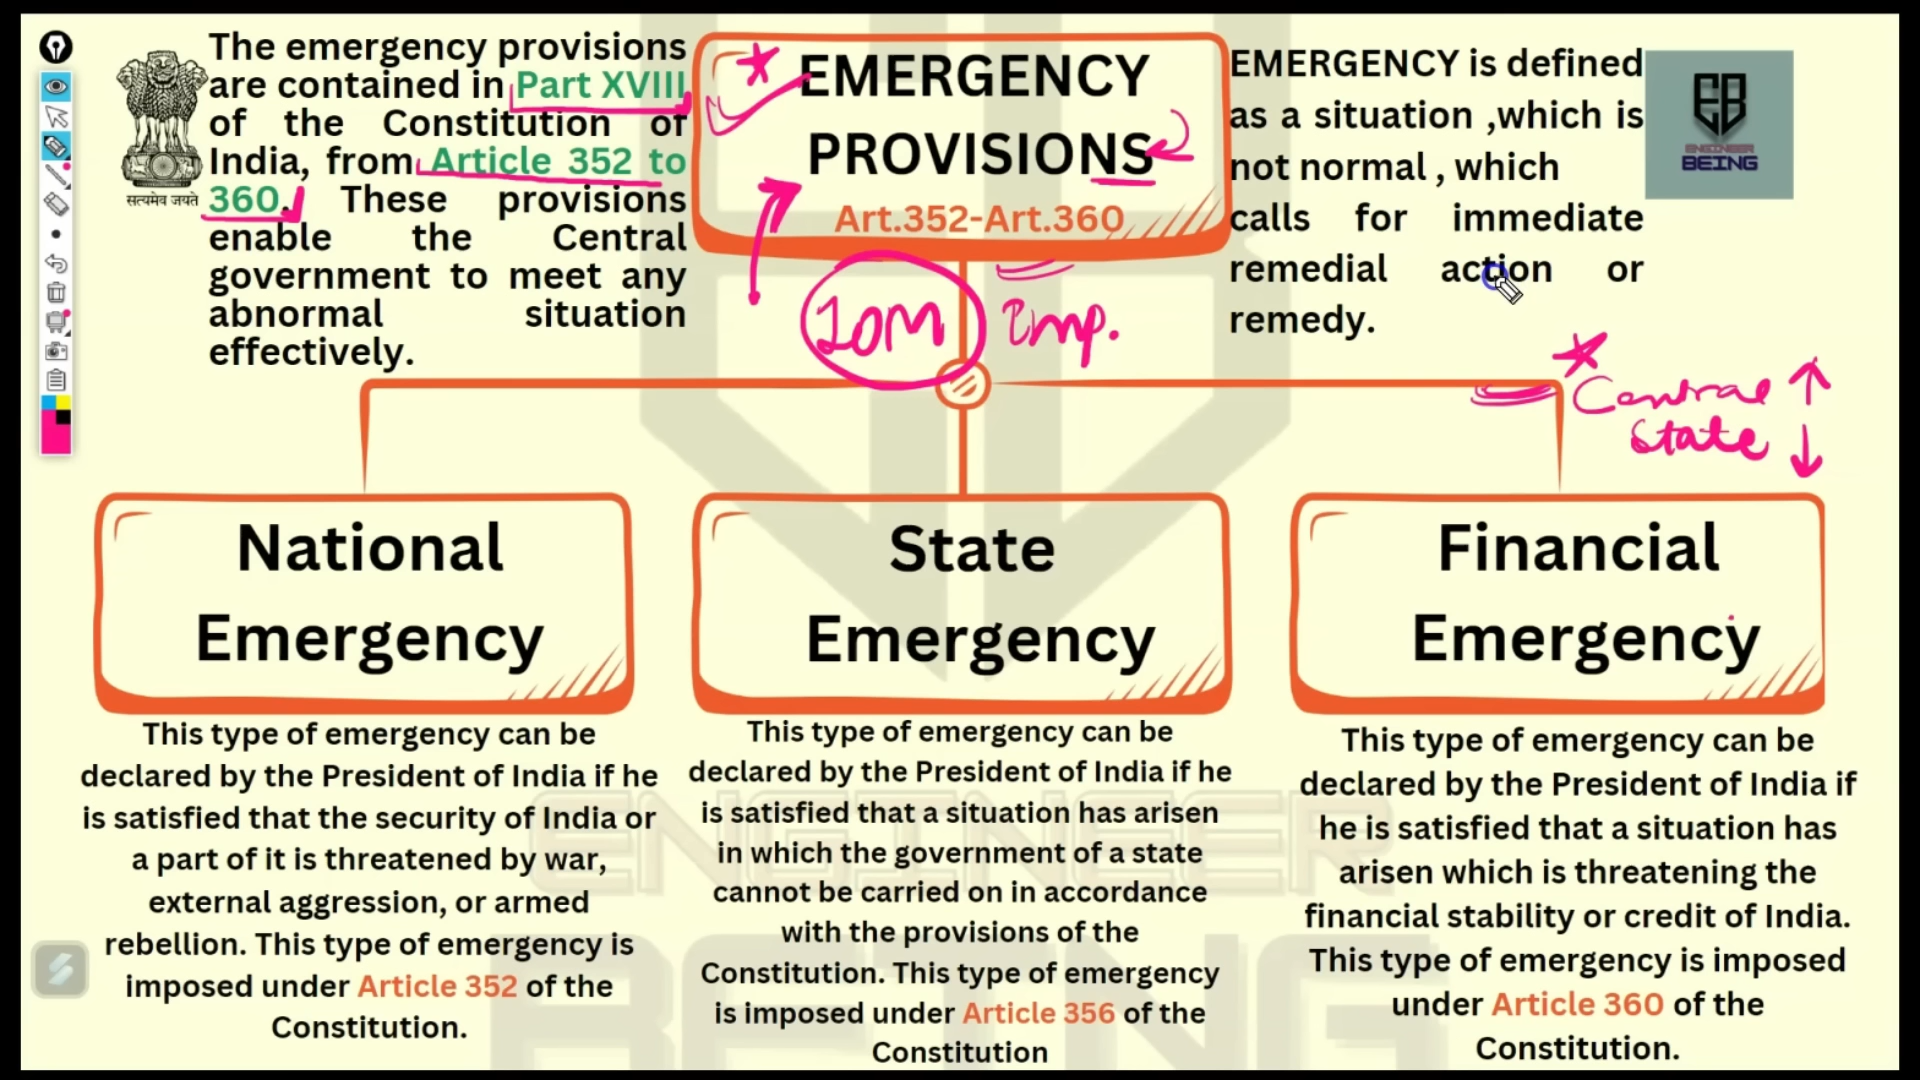 The emergency provisions
are contained in Part XVIII
of the Constitution of
India, from Article 352 to
360. These provisions
enable the Central
government to meet any
abnormal situation
effectively.
सत्यमेव जयते
EMERGENCY
PROVISIONS
Art.352-Art.360
10M
Imp.
EMERGENCY is defined
as a situation ,which is
not normal , which
calls for immediate
remedial action or
remedy.
EB
ENGINEER
BEING
Central ↑
State ↓
National
Emergency
This type of emergency can be
declared by the President of India if he
is satisfied that the security of India or
a part of it is threatened by war,
external aggression, or armed
rebellion. This type of emergency is
imposed under Article 352 of the
Constitution.
State
Emergency
This type of emergency can be
declared by the President of India if he
is satisfied that a situation has arisen
in which the government of a state
cannot be carried on in accordance
with the provisions of the
Constitution. This type of emergency
is imposed under Article 356 of the
Constitution
Financial
Emergency
This type of emergency can be
declared by the President of India if
he is satisfied that a situation has
arisen which is threatening the
financial stability or credit of India.
This type of emergency is imposed
under Article 360 of the
Constitution.
ENGINEER
BEING